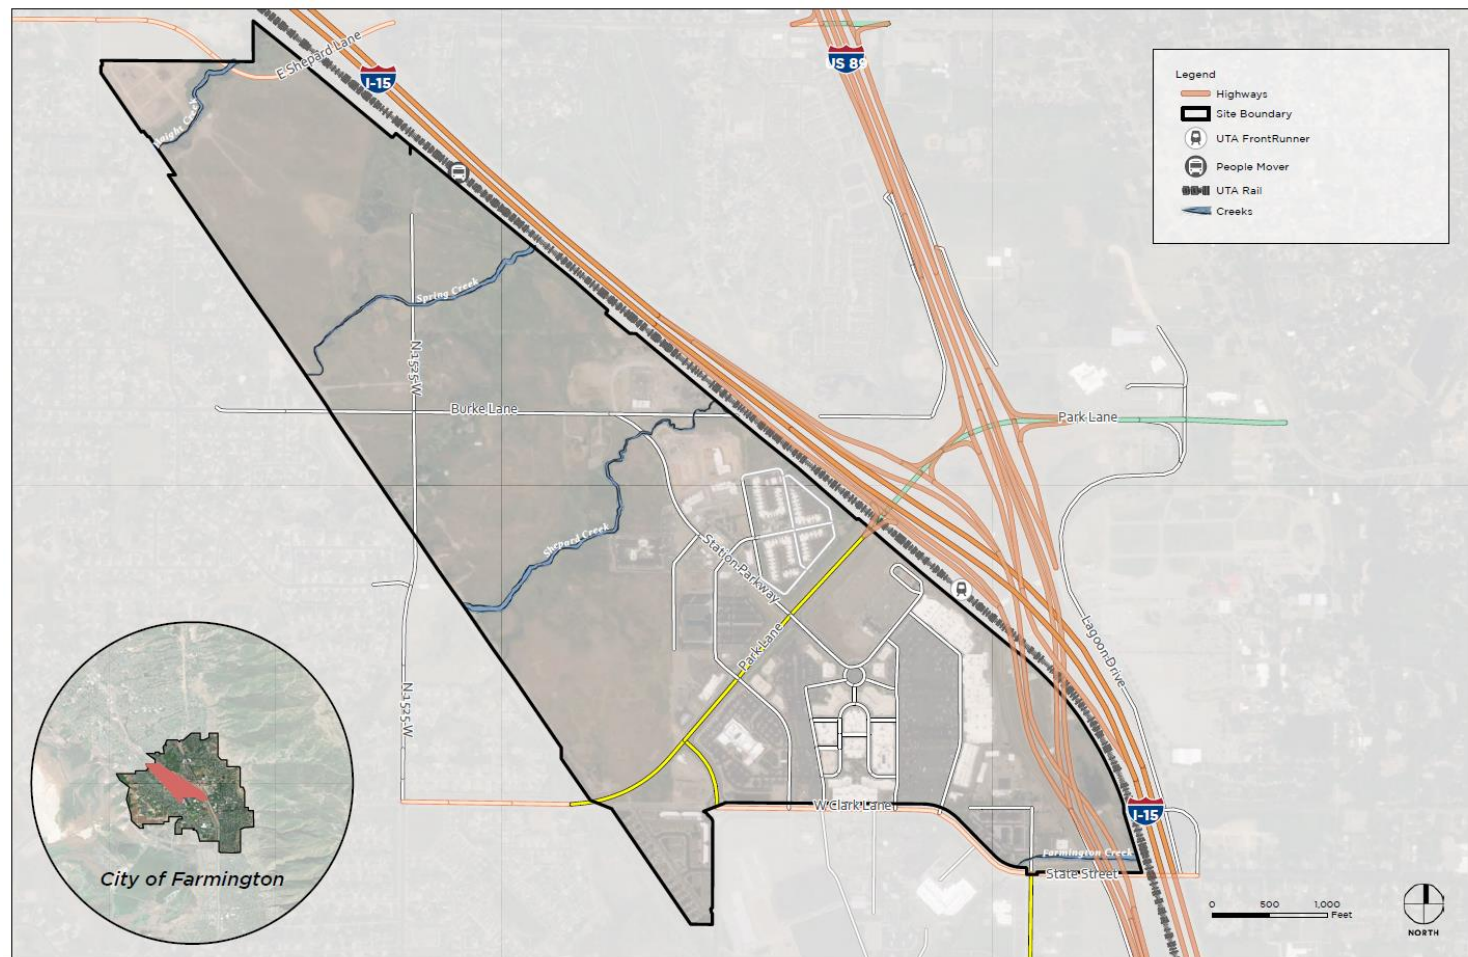 E Shepard Lane
I-15
US 89
Legend
Highways
Site Boundary
UTA FrontRunner
People Mover
UTA Rail
Creeks
Haight Creek
Spring Creek
N 1525 W
Burke Lane
Park Lane
Shepard Creek
Station Parkway
Park Lane
Lagoon Drive
N 1525 W
W Clark Lane
I-15
Farmington Creek
State Street
City of Farmington
0 500 1,000
Feet
NORTH